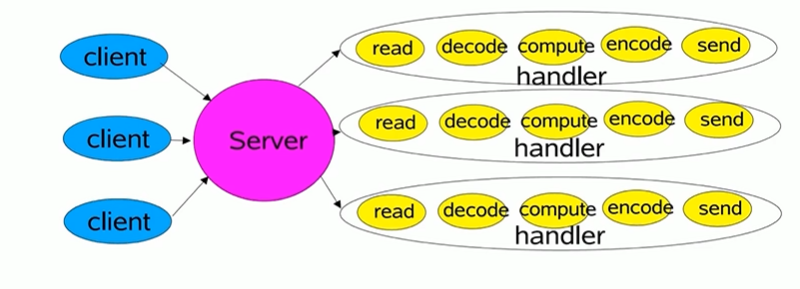 client
client
client
Server
read decode compute encode send
handler
read decode compute encode send
handler
read decode compute encode send
handler